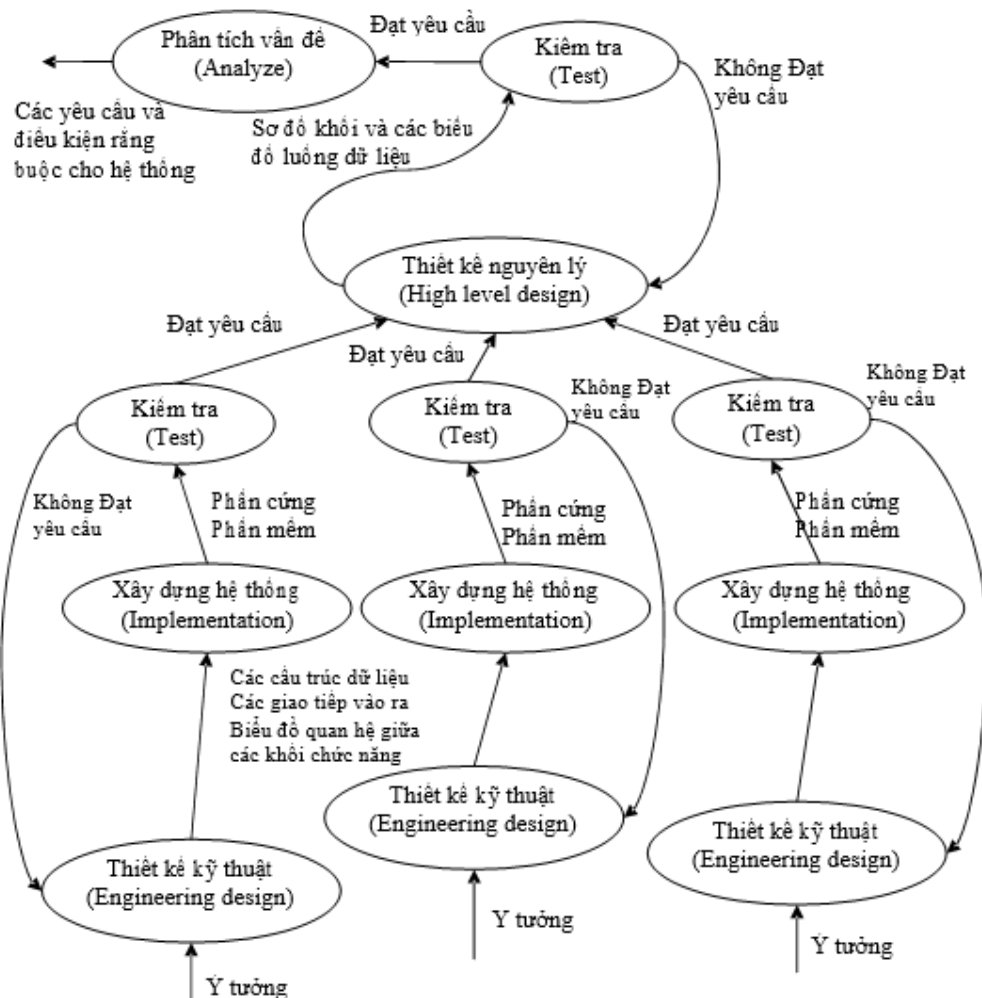 Phân tích vấn đề
(Analyze)
Đạt yêu cầu
Kiểm tra
(Test)
Không Đạt
yêu cầu
Các yêu cầu và
điều kiện rằng
buộc cho hệ thống
Sơ đồ khối và các biểu
đồ luồng dữ liệu
Thiết kế nguyên lý
(High level design)
Đạt yêu cầu
Đạt yêu cầu
Đạt yêu cầu
Kiểm tra
(Test)
Kiểm tra
(Test)
Không Đạt
yêu cầu
Kiểm tra
(Test)
Không Đạt
yêu cầu
Không Đạt
yêu cầu
Phần cứng
Phần mềm
Phần cứng
Phần mềm
Phần cứng
Phần mềm
Xây dựng hệ thống
(Implementation)
Xây dựng hệ thống
(Implementation)
Xây dựng hệ thống
(Implementation)
Các cấu trúc dữ liệu
Các giao tiếp vào ra
Biểu đồ quan hệ giữa
các khối chức năng
Thiết kế kỹ thuật
(Engineering design)
Thiết kế kỹ thuật
(Engineering design)
Thiết kế kỹ thuật
(Engineering design)
Ý tưởng
Ý tưởng
Ý tưởng